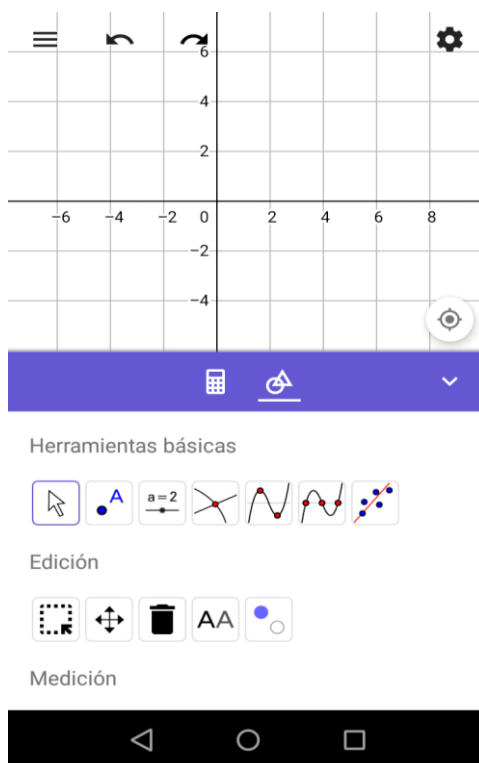 6
4
2
−6 −4 −2 0 2 4 6 8
−2
−4
Herramientas básicas
A a=2
Edición
AA
Medición